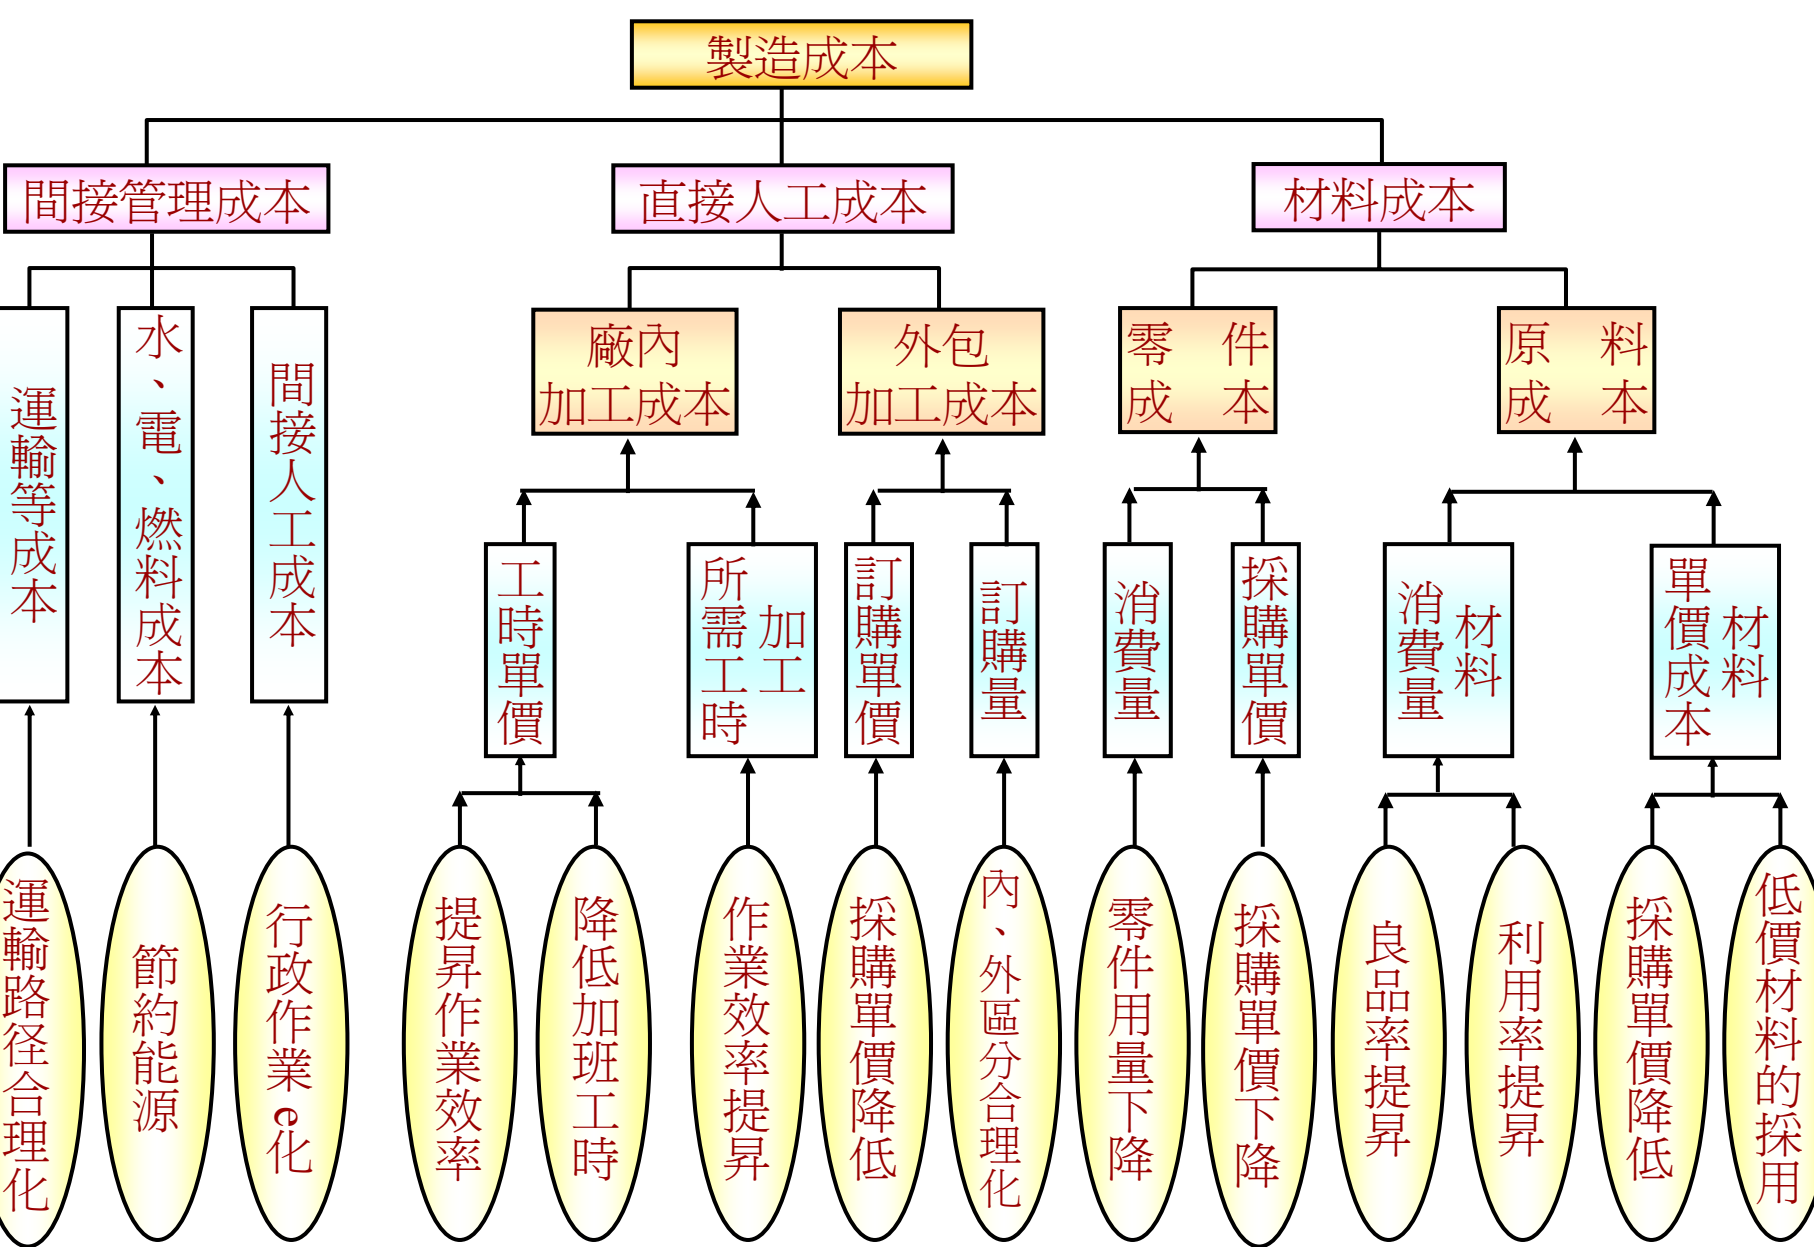 製造成本
間接管理成本
直接人工成本
材料成本
運輸等成本
水、電、燃料成本
間接人工成本
廠內
加工成本
外包
加工成本
零件
成本
原料
成本
工時單價
加工
所需工時
訂購單價
訂購量
消費量
採購單價
材料
消費量
材料
單價成本
運輸路径合理化
節約能源
行政作業e化
提昇作業效率
降低加班工時
作業效率提昇
採購單價降低
內、外區分合理化
零件用量下降
採購單價下降
良品率提昇
利用率提昇
採購單價降低
低價材料的採用